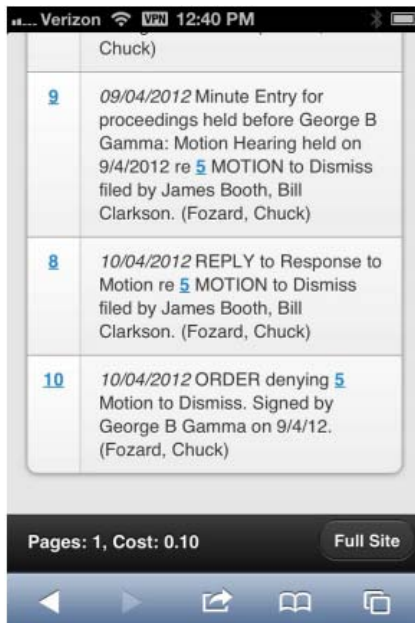 Verizon VPN 12:40 PM
Chuck)
9 09/04/2012 Minute Entry for
proceedings held before George B
Gamma: Motion Hearing held on
9/4/2012 re 5 MOTION to Dismiss
filed by James Booth, Bill
Clarkson. (Fozard, Chuck)
8 10/04/2012 REPLY to Response to
Motion re 5 MOTION to Dismiss
filed by James Booth, Bill
Clarkson. (Fozard, Chuck)
10 10/04/2012 ORDER denying 5
Motion to Dismiss. Signed by
George B Gamma on 9/4/12.
(Fozard, Chuck)
Pages: 1, Cost: 0.10 Full Site